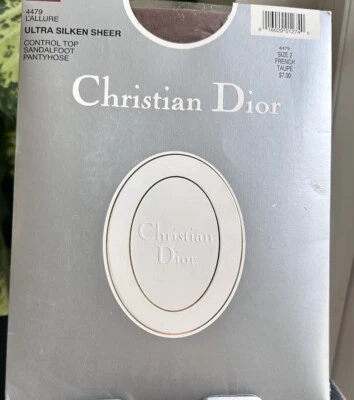 4479
L'ALLURE
ULTRA SILKEN SHEER
CONTROL TOP
SANDALFOOT
PANTYHOSE
4479
SIZE 2
FRENCH
TAUPE
$7.00
Christian Dior
Christian
Dior